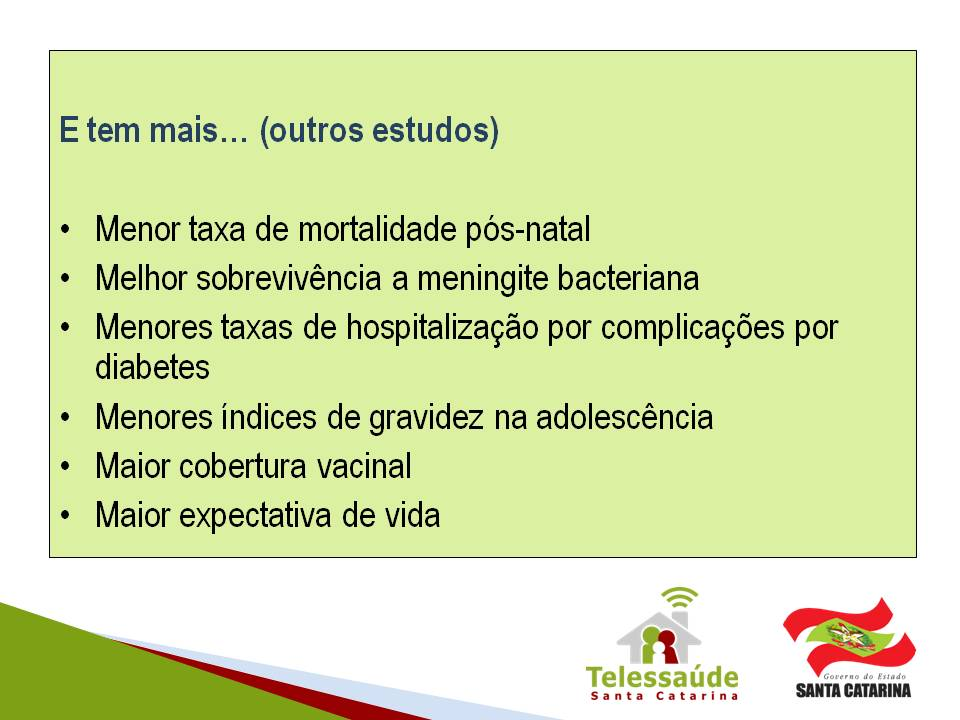 E tem mais… (outros estudos)
• Menor taxa de mortalidade pós-natal
• Melhor sobrevivência a meningite bacteriana
• Menores taxas de hospitalização por complicações por
diabetes
• Menores índices de gravidez na adolescência
• Maior cobertura vacinal
• Maior expectativa de vida
Telessaúde
Santa Catarina
Governo do Estado
SANTA CATARINA